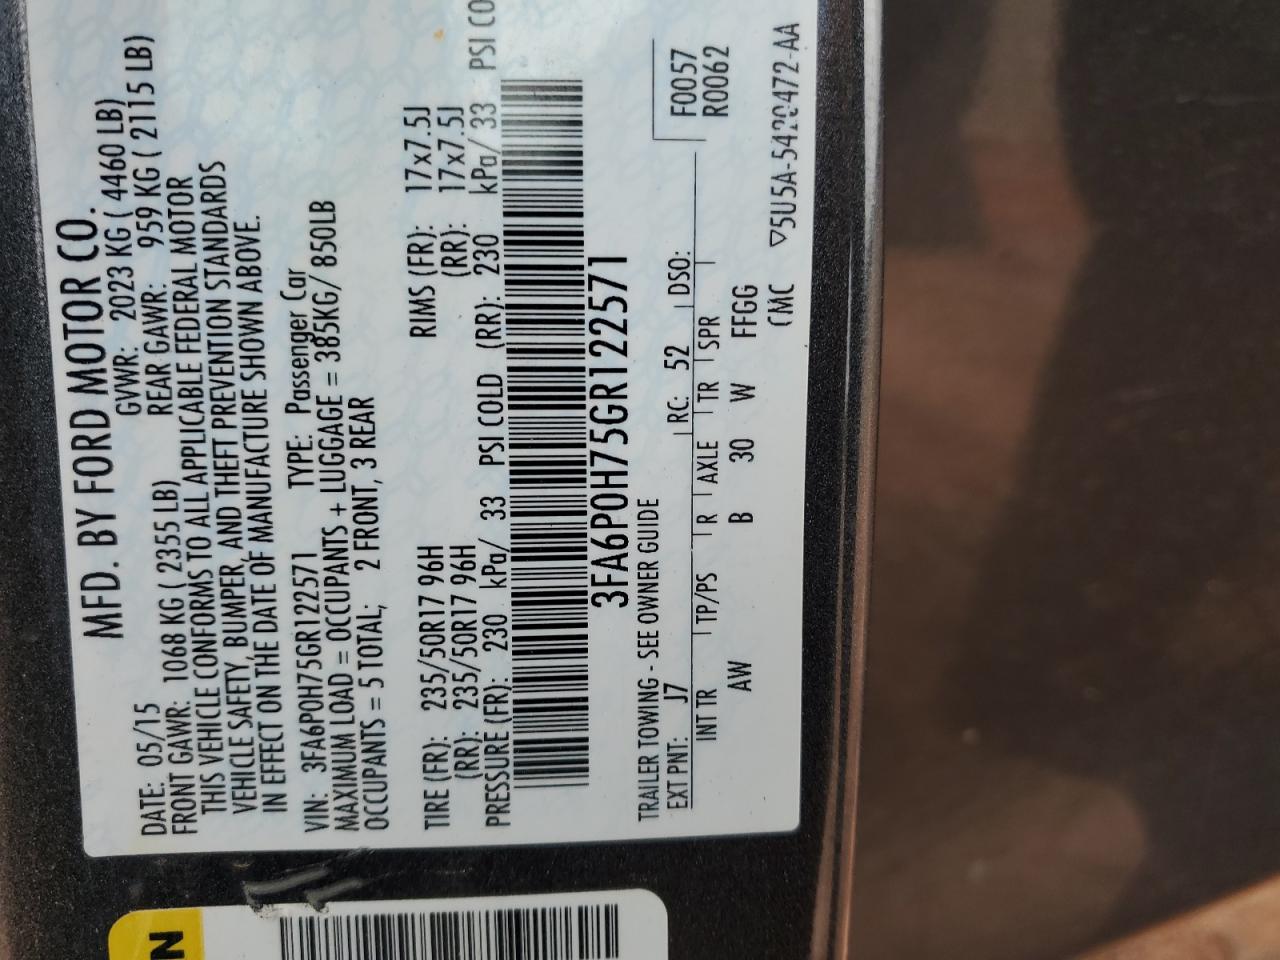 MFD. BY FORD MOTOR CO.
DATE: 05/15 GVWR: 2023 KG ( 4460 LB)
FRONT GAWR: 1068 KG ( 2355 LB) REAR GAWR: 959 KG ( 2115 LB)
THIS VEHICLE CONFORMS TO ALL APPLICABLE FEDERAL MOTOR
VEHICLE SAFETY, BUMPER, AND THEFT PREVENTION STANDARDS
IN EFFECT ON THE DATE OF MANUFACTURE SHOWN ABOVE.
VIN: 3FA6P0H75GR122571 TYPE: Passenger Car
MAXIMUM LOAD = OCCUPANTS + LUGGAGE = 385KG/ 850LB
OCCUPANTS = 5 TOTAL; 2 FRONT, 3 REAR
TIRE (FR): 235/50R17 96H RIMS (FR): 17x7.5J
(RR): 235/50R17 96H (RR): 17x7.5J
PRESSURE (FR): 230 kPa/ 33 PSI COLD (RR): 230 kPa/ 33 PSI CO
3FA6P0H75GR122571
TRAILER TOWING - SEE OWNER GUIDE
F0057
R0062
EXT PNT: J7 RC: 52 DSO:
INT TR TP/PS R AXLE TR SPR
AW B 30 W FFGG
CMC ▽5U5A-5420472-AA
N